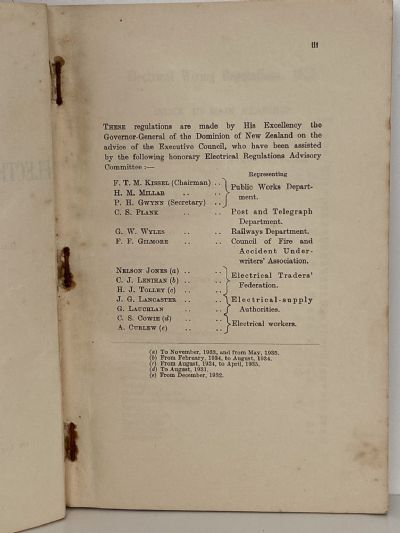 iii
THESE regulations are made by His Excellency the
Governor-General of the Dominion of New Zealand on the
advice of the Executive Council, who have been assisted
by the following honorary Electrical Regulations Advisory
Committee :—
Representing
F. T. M. KISSEL (Chairman) ..
H. M. MILLAR .. ..
P. H. GWYNN (Secretary) ..
Public Works Depart-
ment.
C. S. PLANK .. ..
Post and Telegraph
Department.
G. W. WYLES .. ..
Railways Department.
F. F. GILMORE .. ..
Council of Fire and
Accident Under-
writers' Association.
NELSON JONES (a) .. ..
C. J. LENIHAN (b) .. ..
H. J. TOLLEY (c) .. ..
Electrical Traders'
Federation.
J. G. LANCASTER .. ..
G. LAUCHLAN .. ..
Electrical-supply
Authorities.
C. S. COWIE (d) .. ..
A. CURLEW (e) .. ..
Electrical workers.
(a) To November, 1933, and from May, 1935.
(b) From February, 1934, to August, 1934.
(c) From August, 1934, to April, 1935.
(d) To August, 1931.
(e) From December, 1932.